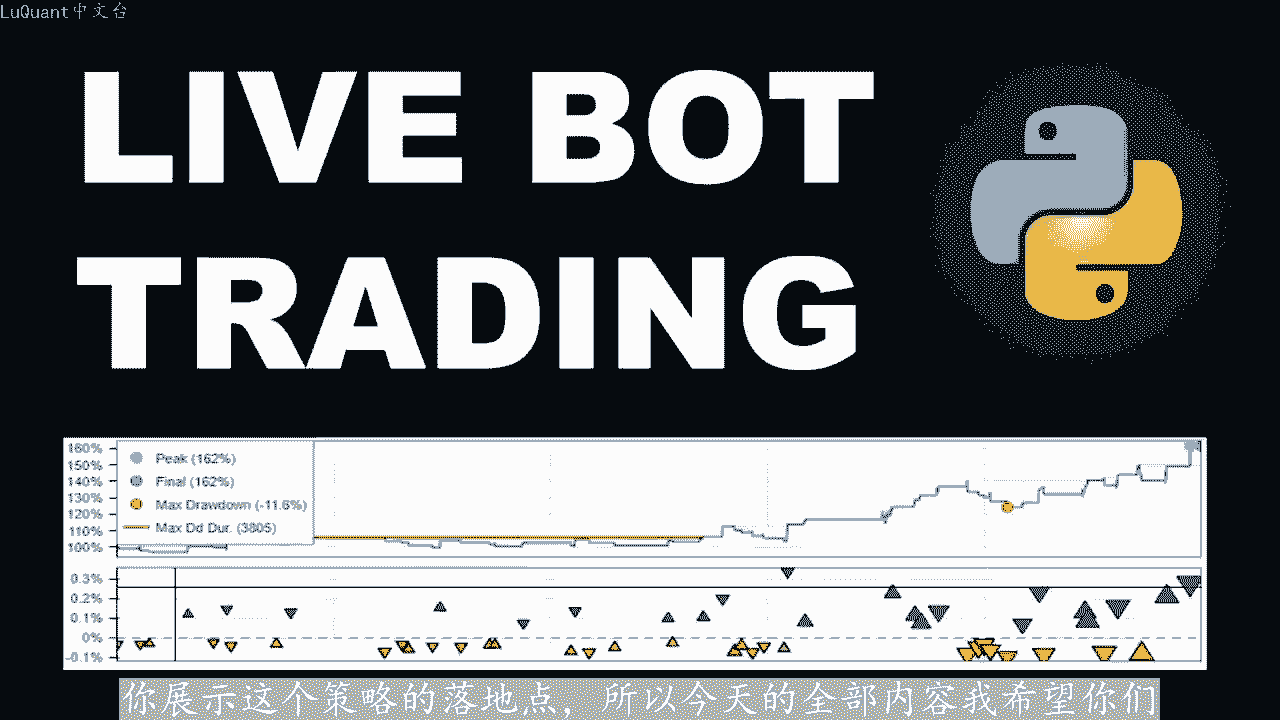 LuQuant中文台
LIVE BOT
TRADING
160%
150%
140%
130%
120%
110%
100%
Peak (162%)
Final (162%)
Max Drawdown (-11.6%)
Max Dd Dur. (3805)
0.3%
0.2%
0.1%
0%
-0.1%
你展示这个策略的落地点，所以今天的全部内容我希望你们